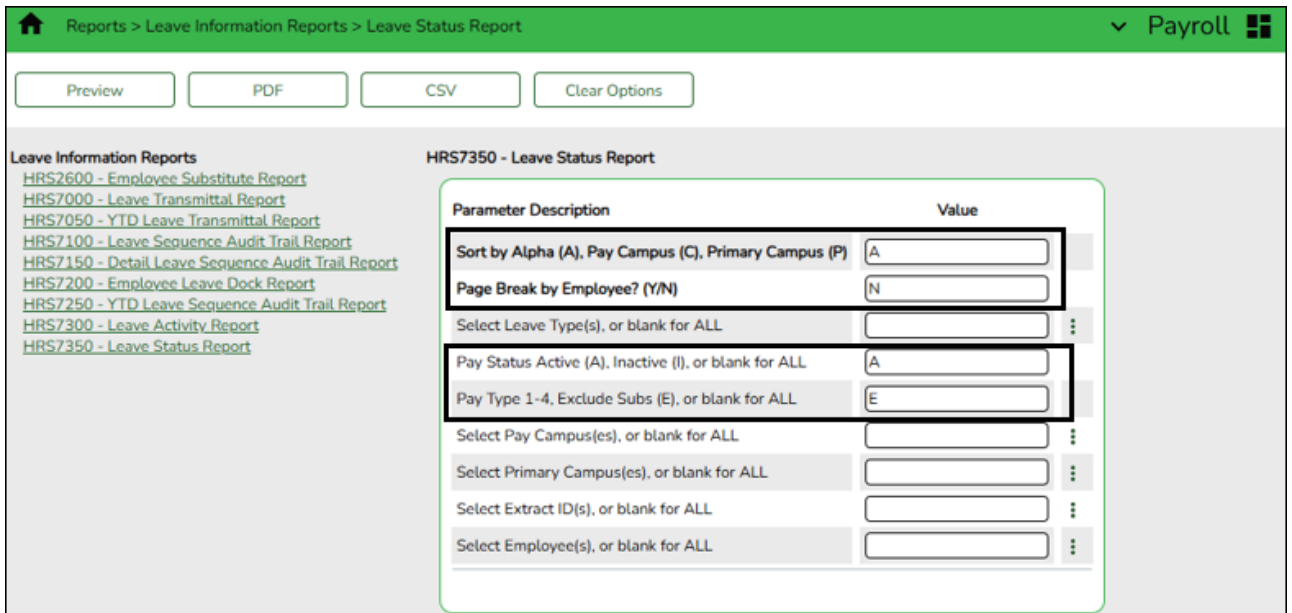 Reports > Leave Information Reports > Leave Status Report
Payroll
Preview PDF CSV Clear Options
Leave Information Reports
HRS2600 - Employee Substitute Report
HRS7000 - Leave Transmittal Report
HRS7050 - YTD Leave Transmittal Report
HRS7100 - Leave Sequence Audit Trail Report
HRS7150 - Detail Leave Sequence Audit Trail Report
HRS7200 - Employee Leave Dock Report
HRS7250 - YTD Leave Sequence Audit Trail Report
HRS7300 - Leave Activity Report
HRS7350 - Leave Status Report
HRS7350 - Leave Status Report
Parameter Description Value
Sort by Alpha (A), Pay Campus (C), Primary Campus (P) A
Page Break by Employee? (Y/N) N
Select Leave Type(s), or blank for ALL
Pay Status Active (A), Inactive (I), or blank for ALL A
Pay Type 1-4, Exclude Subs (E), or blank for ALL E
Select Pay Campus(es), or blank for ALL
Select Primary Campus(es), or blank for ALL
Select Extract ID(s), or blank for ALL
Select Employee(s), or blank for ALL